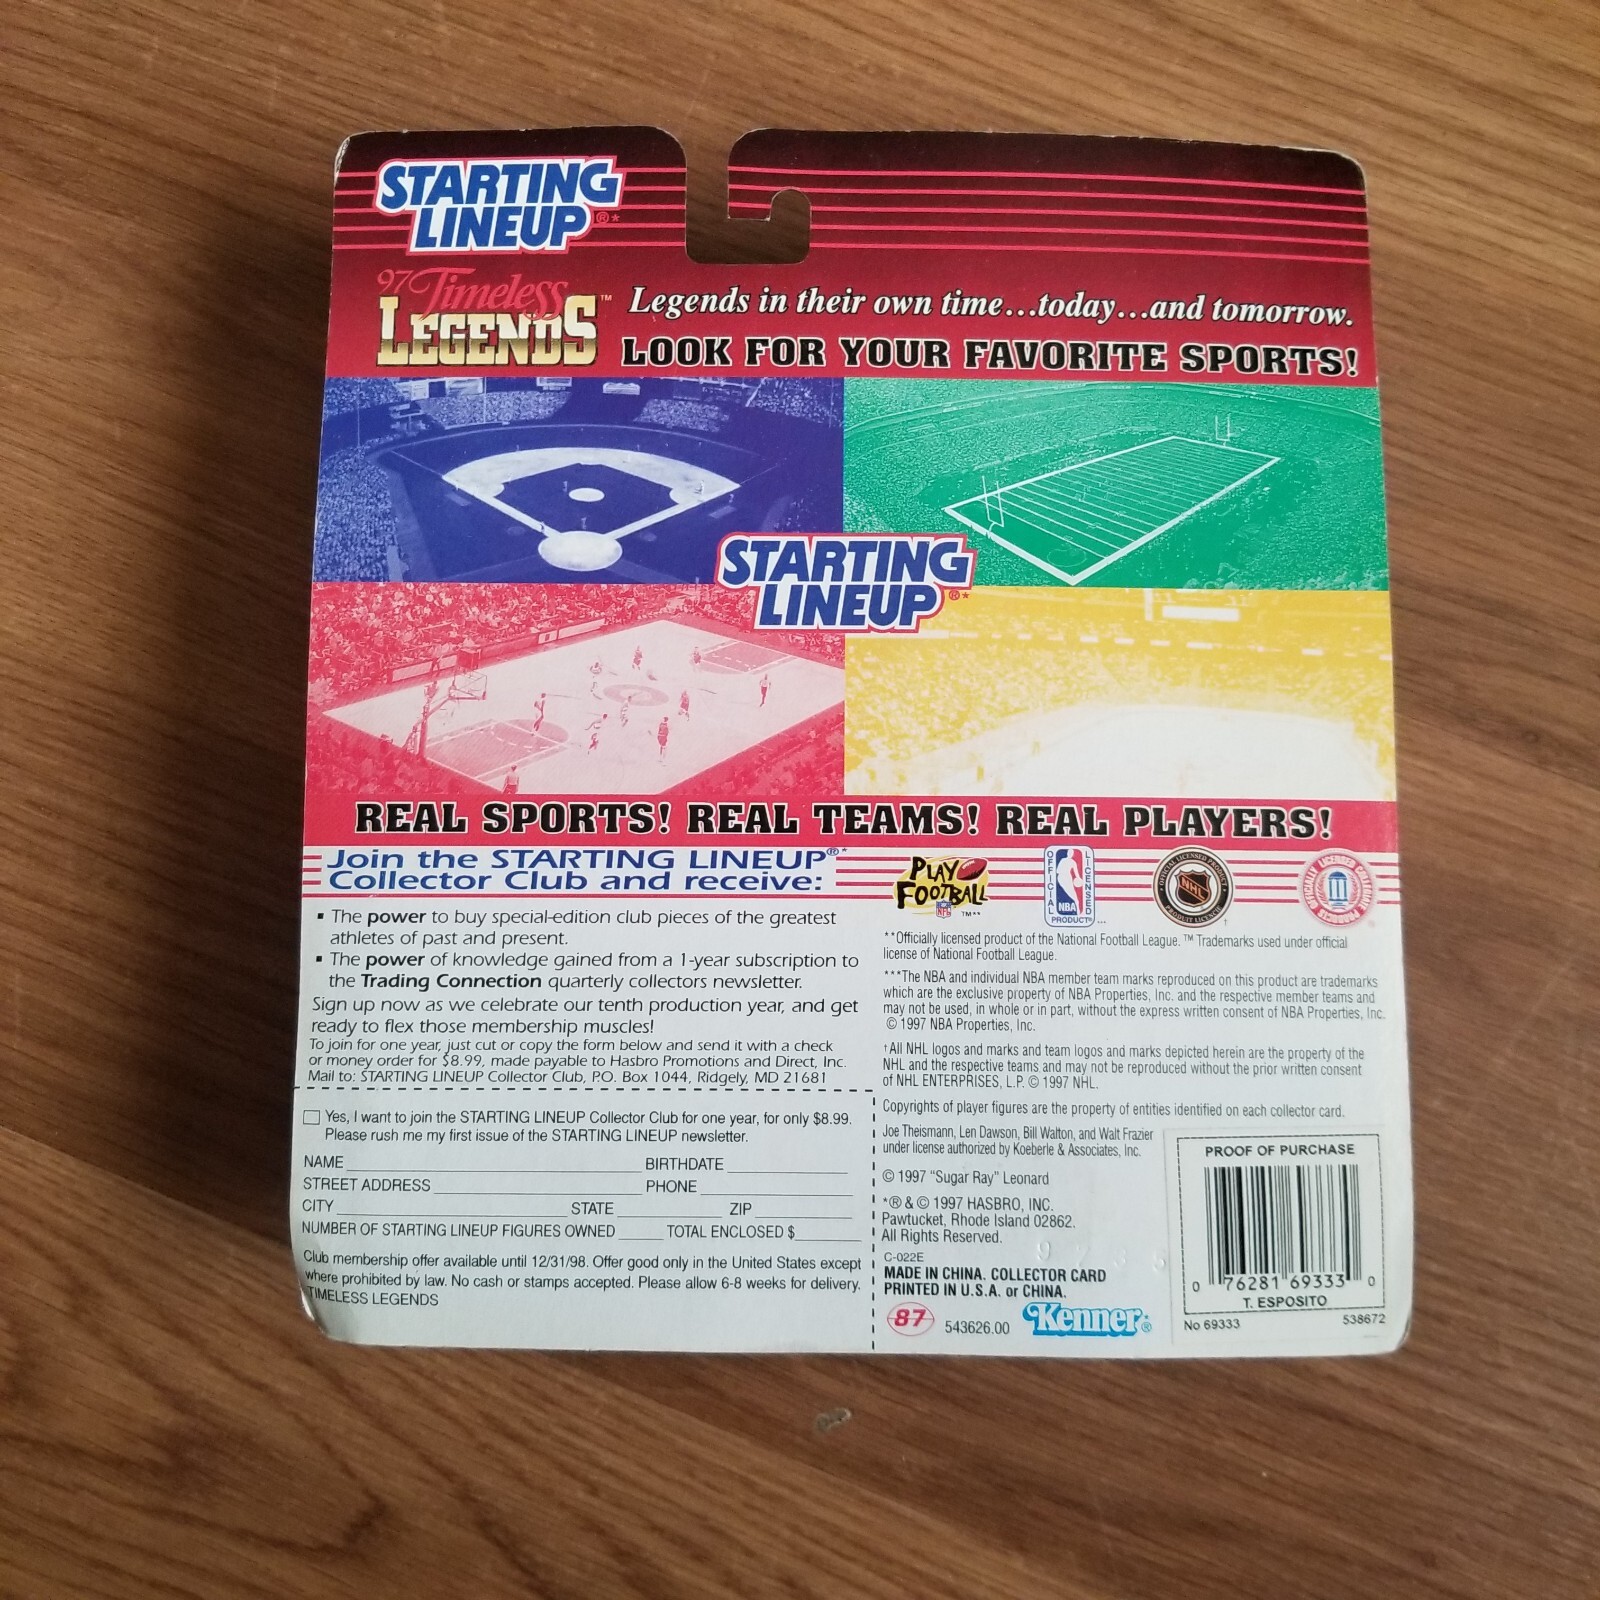 STARTING
LINEUP®*
97 Timeless
LEGENDS™
Legends in their own time...today...and tomorrow.
LOOK FOR YOUR FAVORITE SPORTS!
STARTING
LINEUP®*
REAL SPORTS! REAL TEAMS! REAL PLAYERS!
Join the STARTING LINEUP®*
Collector Club and receive:
▪ The power to buy special-edition club pieces of the greatest
athletes of past and present.
▪ The power of knowledge gained from a 1-year subscription to
the Trading Connection quarterly collectors newsletter.
Sign up now as we celebrate our tenth production year, and get
ready to flex those membership muscles!
To join for one year, just cut or copy the form below and send it with a check
or money order for $8.99, made payable to Hasbro Promotions and Direct, Inc.
Mail to: STARTING LINEUP Collector Club, P.O. Box 1044, Ridgely, MD 21681
Yes, I want to join the STARTING LINEUP Collector Club for one year, for only $8.99.
Please rush me my first issue of the STARTING LINEUP newsletter.
NAME BIRTHDATE
STREET ADDRESS PHONE
CITY STATE ZIP
NUMBER OF STARTING LINEUP FIGURES OWNED TOTAL ENCLOSED $
Club membership offer available until 12/31/98. Offer good only in the United States except
where prohibited by law. No cash or stamps accepted. Please allow 6-8 weeks for delivery.
TIMELESS LEGENDS
PLAY
FOOTBALL
NFL
™**
OFFICIAL
LICENSED
NBA
PRODUCT®
***
OFFICIAL LICENSED PRODUCT
NHL
PRODUIT LICENCIÉ
†
OFFICIALLY LICENSED COLLEGIATE PRODUCTS
**Officially licensed product of the National Football League. ™ Trademarks used under official
license of National Football League.
***The NBA and individual NBA member team marks reproduced on this product are trademarks
which are the exclusive property of NBA Properties, Inc. and the respective member teams and
may not be used, in whole or in part, without the express written consent of NBA Properties, Inc.
© 1997 NBA Properties, Inc.
†All NHL logos and marks and team logos and marks depicted herein are the property of the
NHL and the respective teams and may not be reproduced without the prior written consent
of NHL ENTERPRISES, L.P. © 1997 NHL.
Copyrights of player figures are the property of entities identified on each collector card.
Joe Theismann, Len Dawson, Bill Walton, and Walt Frazier
under license authorized by Koeberle & Associates, Inc.
© 1997 "Sugar Ray" Leonard
*® & © 1997 HASBRO, INC.
Pawtucket, Rhode Island 02862.
All Rights Reserved.
C-022E
MADE IN CHINA. COLLECTOR CARD
PRINTED IN U.S.A. or CHINA.
87
543626.00
Kenner®
PROOF OF PURCHASE
0 76281 69333 0
T. ESPOSITO
No 69333
538672